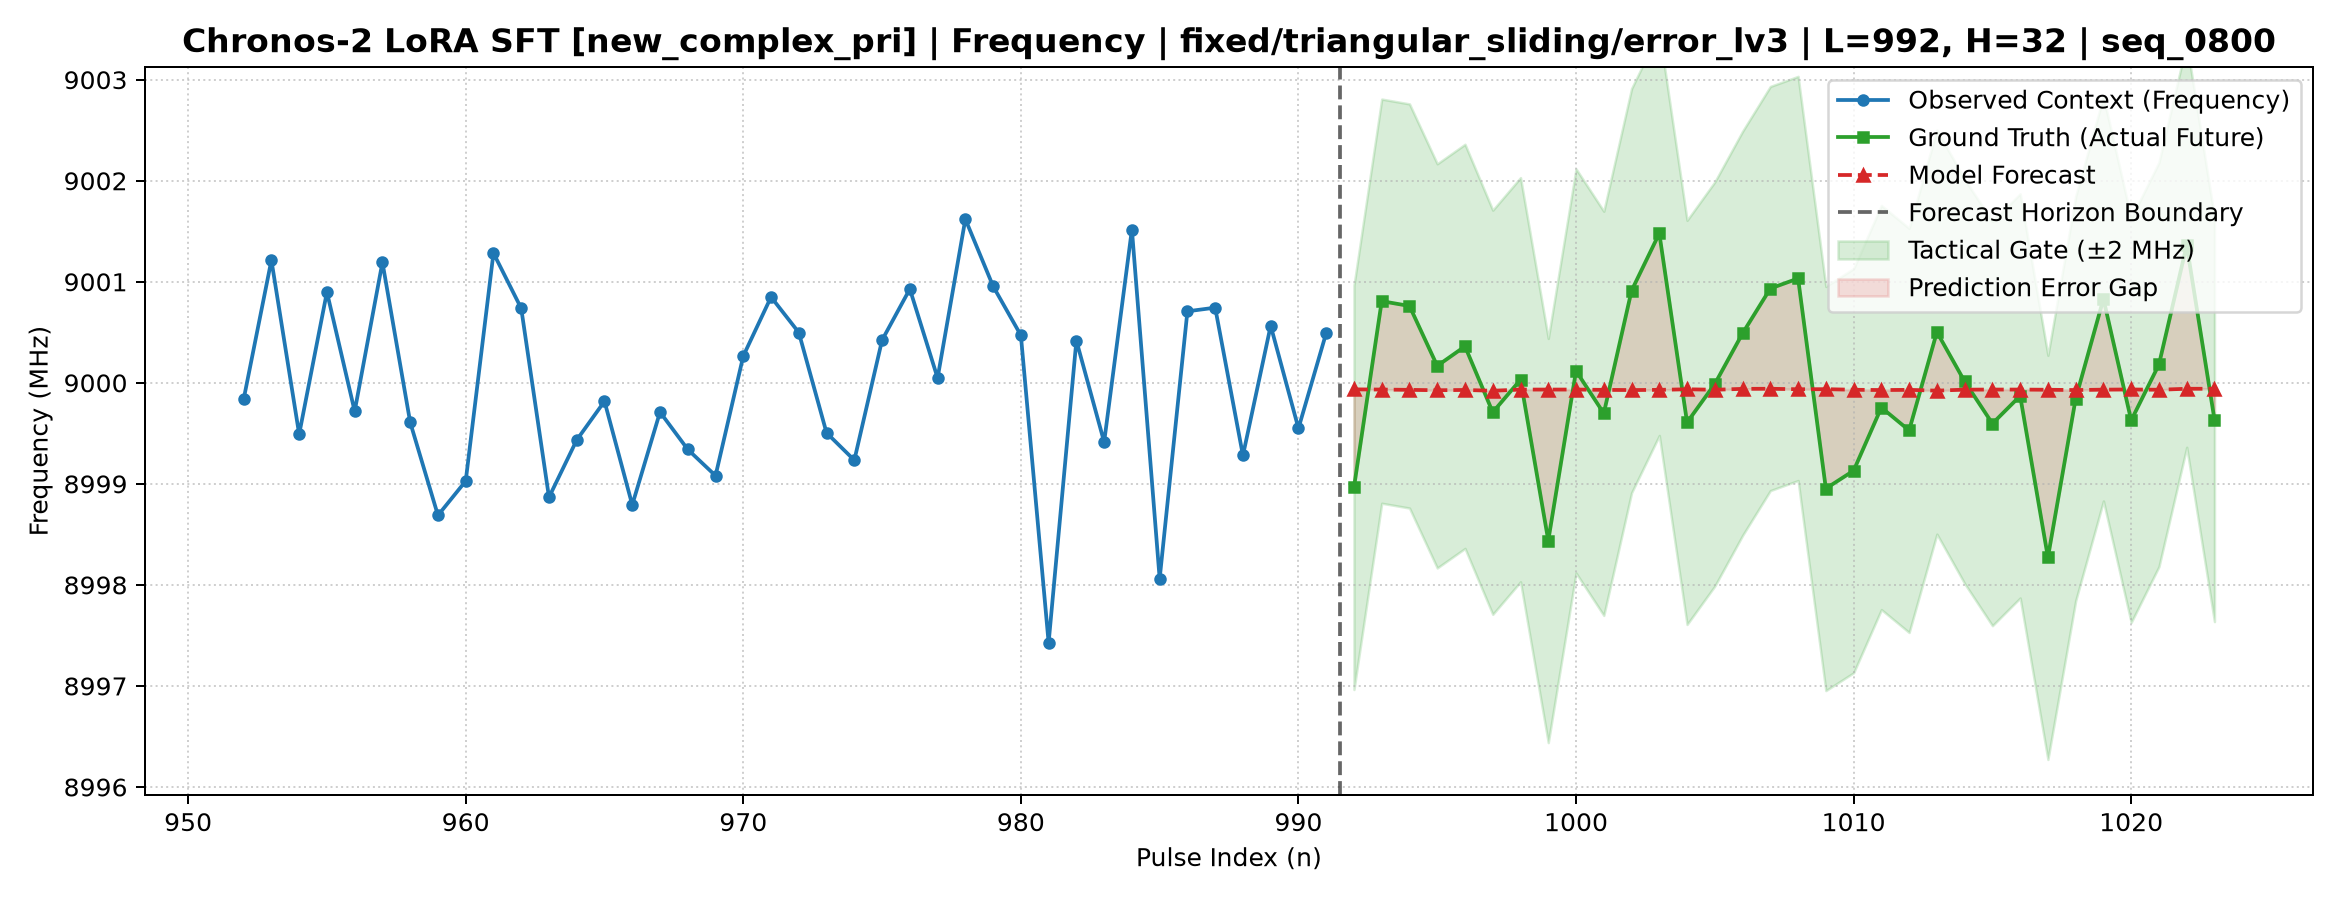 Chronos-2 LoRA SFT [new_complex_pri] | Frequency | fixed/triangular_sliding/error_lv3 | L=992, H=32 | seq_0800
Frequency (MHz)
9003
9002
9001
9000
8999
8998
8997
8996
Observed Context (Frequency)
Ground Truth (Actual Future)
Model Forecast
Forecast Horizon Boundary
Tactical Gate (±2 MHz)
Prediction Error Gap
950 960 970 980 990 1000 1010 1020
Pulse Index (n)